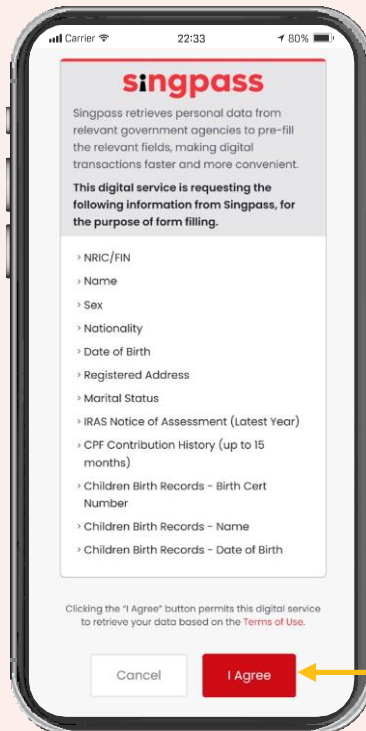 Carrier 22:33 80%
singpass
Singpass retrieves personal data from
relevant government agencies to pre-fill
the relevant fields, making digital
transactions faster and more convenient.
This digital service is requesting the
following information from Singpass, for
the purpose of form filling.
> NRIC/FIN
> Name
> Sex
> Nationality
> Date of Birth
> Registered Address
> Marital Status
> IRAS Notice of Assessment (Latest Year)
> CPF Contribution History (up to 15
months)
> Children Birth Records - Birth Cert
Number
> Children Birth Records - Name
> Children Birth Records - Date of Birth
Clicking the "I Agree" button permits this digital service
to retrieve your data based on the Terms of Use.
Cancel I Agree